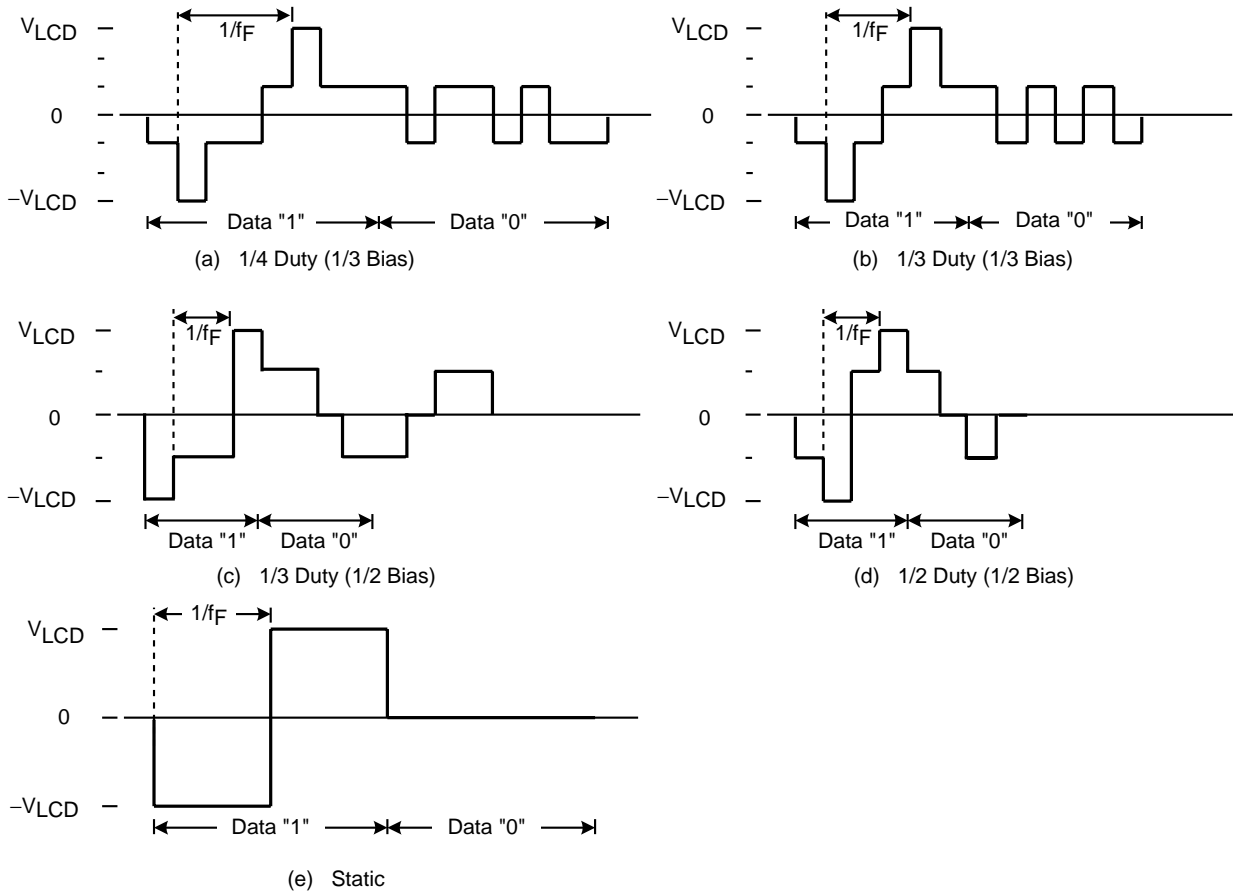 1/fF
VLCD
0
−VLCD
Data "1" Data "0"
(a) 1/4 Duty (1/3 Bias)
1/fF
VLCD
0
−VLCD
Data "1" Data "0"
(b) 1/3 Duty (1/3 Bias)
1/fF
VLCD
0
−VLCD
Data "1" Data "0"
(c) 1/3 Duty (1/2 Bias)
1/fF
VLCD
0
−VLCD
Data "1" Data "0"
(d) 1/2 Duty (1/2 Bias)
1/fF
VLCD
0
−VLCD
Data "1" Data "0"
(e) Static